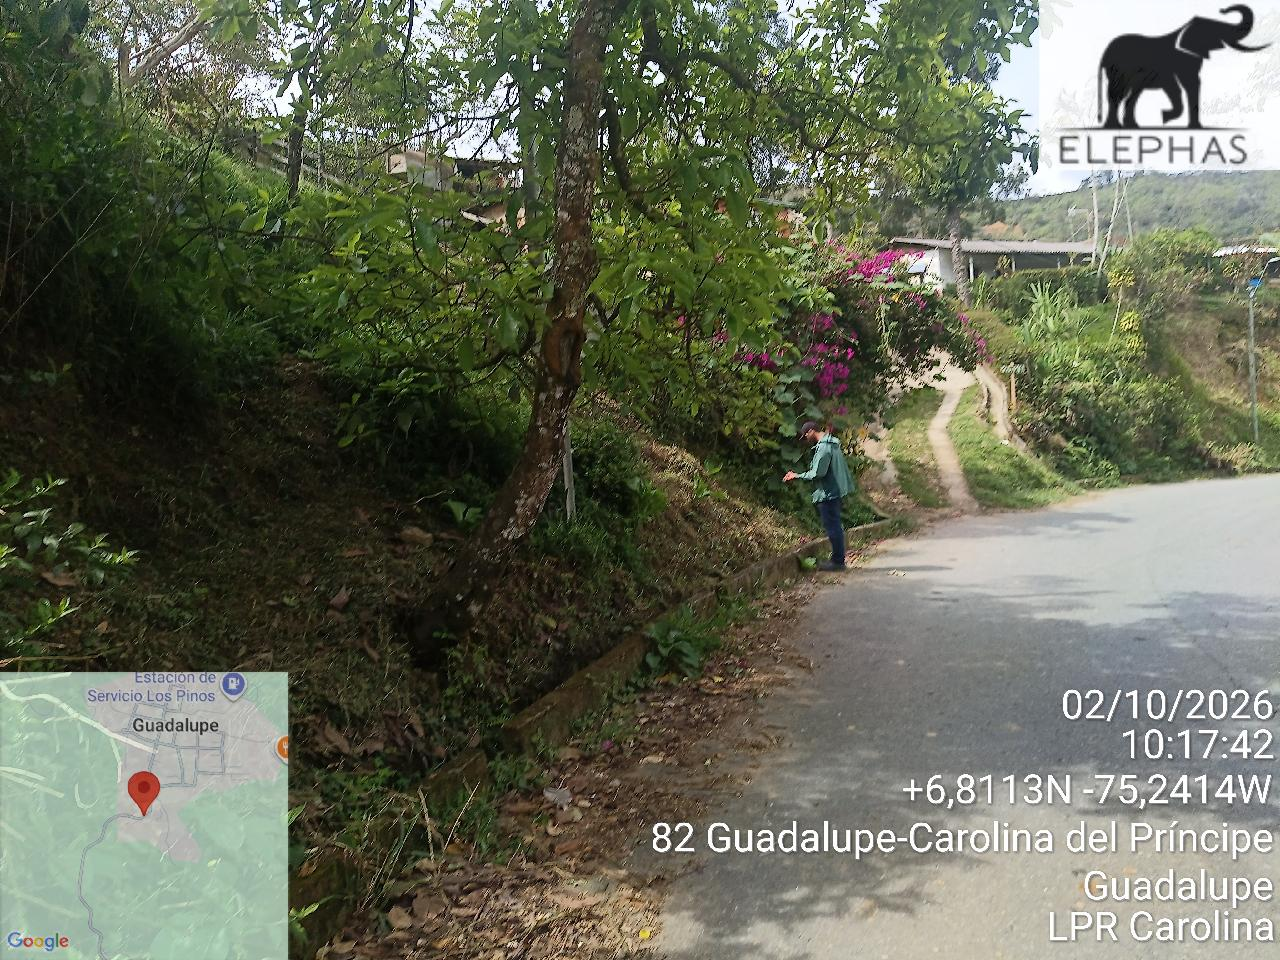 ELEPHAS
Estación de
Servicio Los Pinos
Guadalupe
Google
02/10/2026
10:17:42
+6,8113N -75,2414W
82 Guadalupe-Carolina del Príncipe
Guadalupe
LPR Carolina